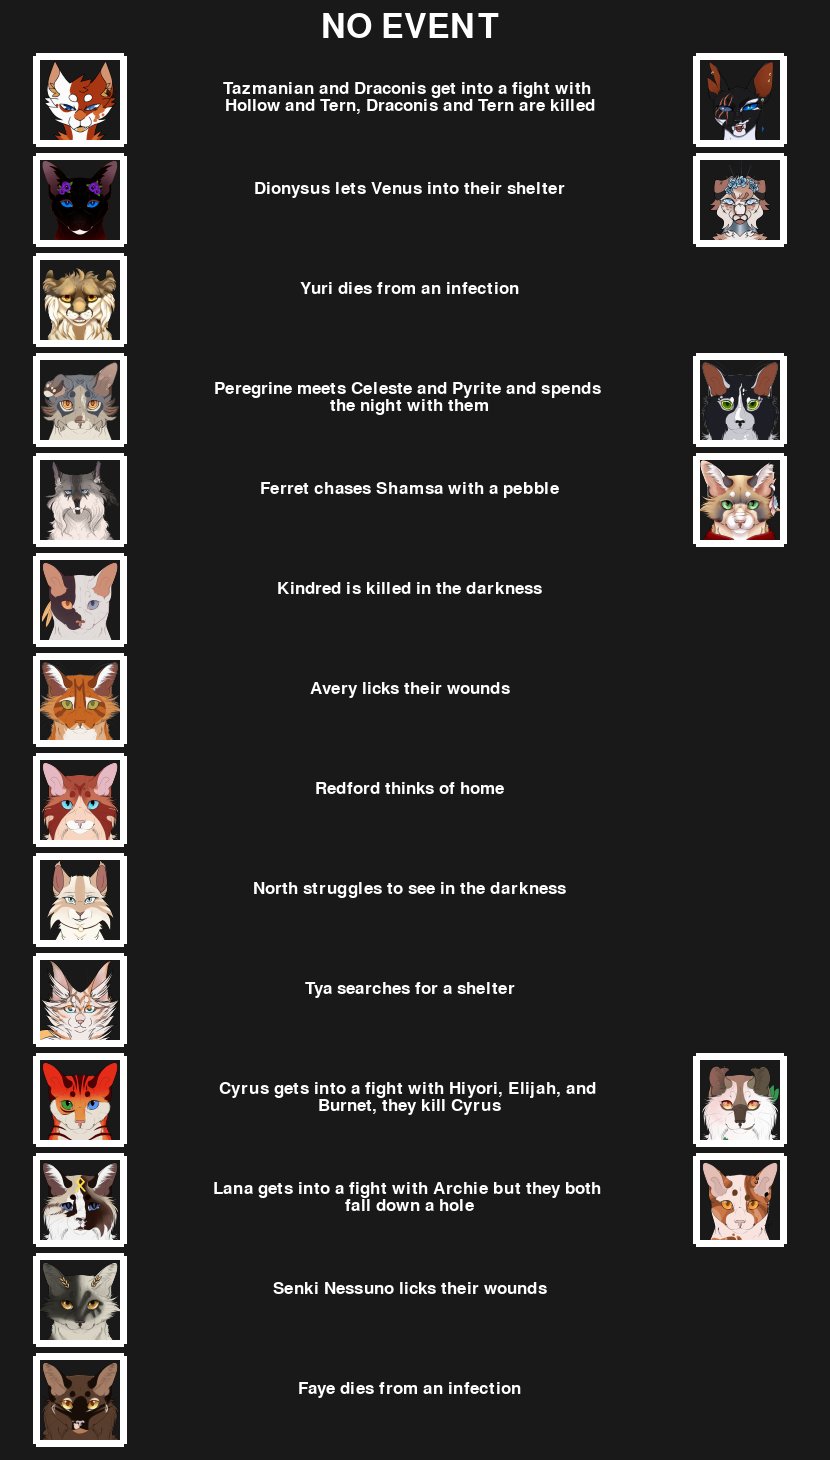 NO EVENT
Tazmanian and Draconis get into a fight with
Hollow and Tern, Draconis and Tern are killed
Dionysus lets Venus into their shelter
Yuri dies from an infection
Peregrine meets Celeste and Pyrite and spends
the night with them
Ferret chases Shamsa with a pebble
Kindred is killed in the darkness
Avery licks their wounds
Redford thinks of home
North struggles to see in the darkness
Tya searches for a shelter
Cyrus gets into a fight with Hiyori, Elijah, and
Burnet, they kill Cyrus
Lana gets into a fight with Archie but they both
fall down a hole
Senki Nessuno licks their wounds
Faye dies from an infection